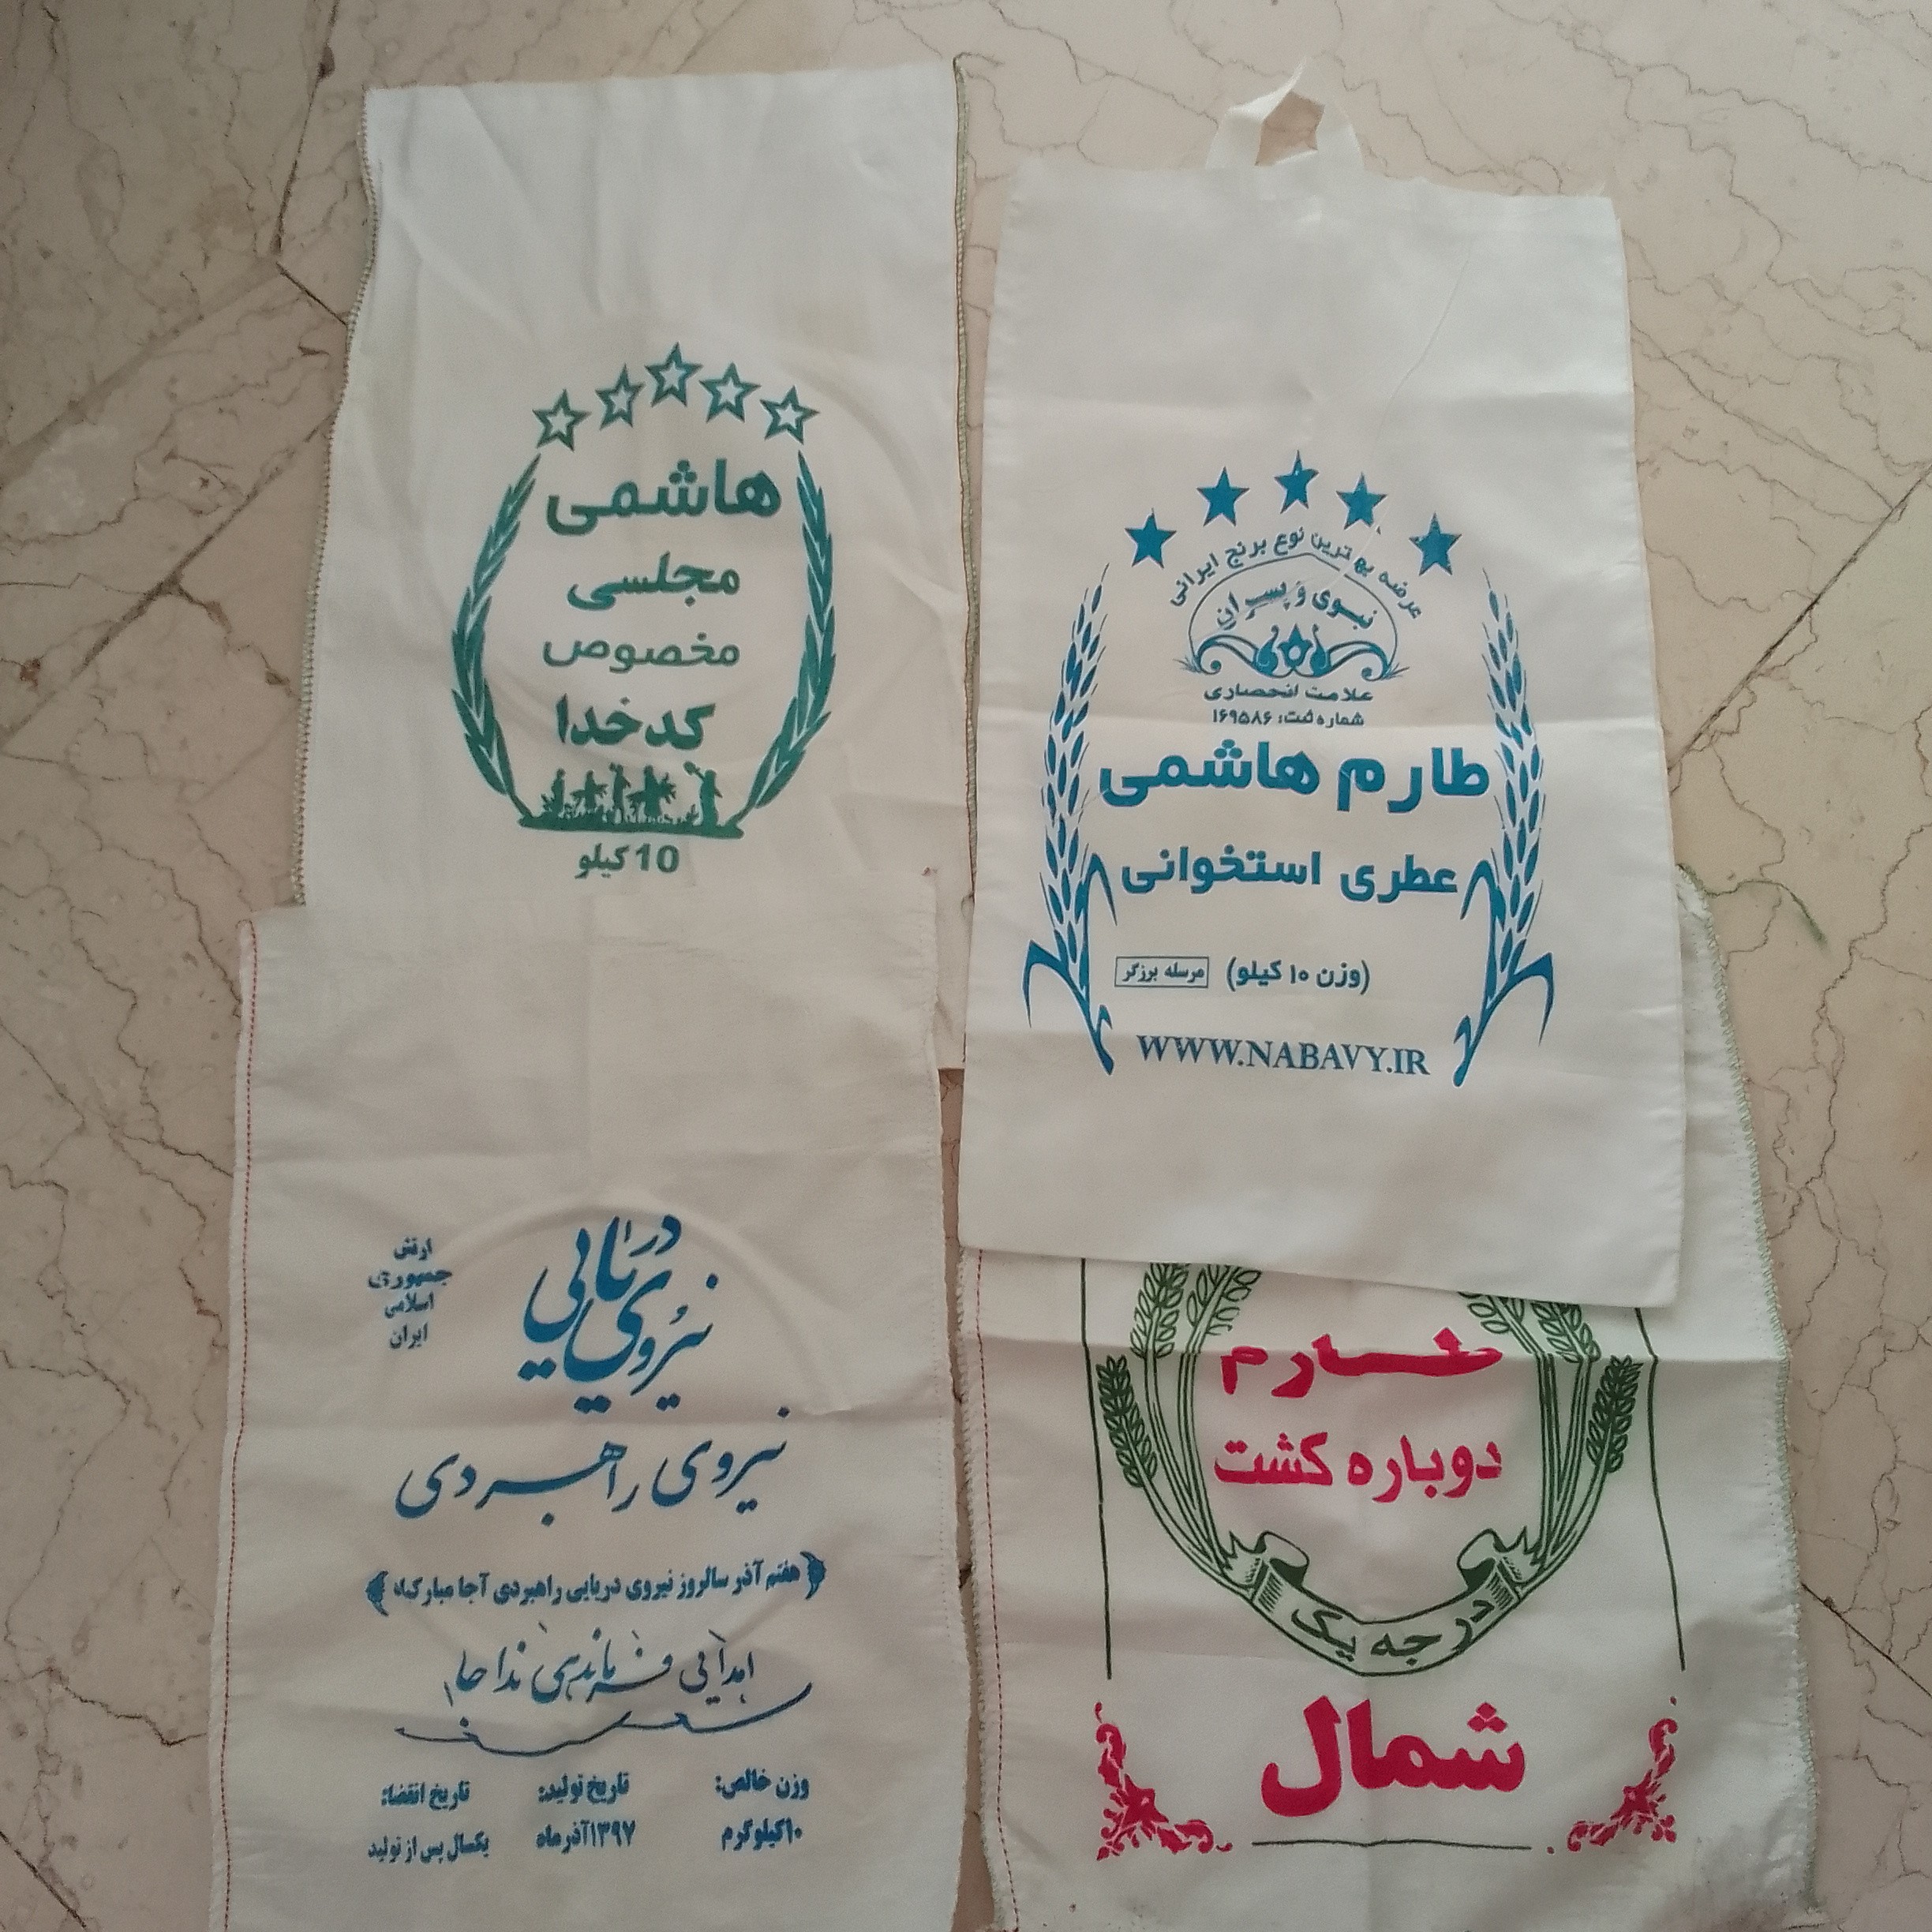 هاشمی
مجلسی
مخصوص
کدخدا
10 کیلو
عرضه بهترین نوع برنج ایرانی
نبوی و پسران
علامت انحصاری
شماره ثبت: ۱۶۹۵۸۶
طارم هاشمی
عطری استخوانی
(وزن ۱۰ کیلو) مرسله برزگر
WWW.NABAVY.IR
ارتش
جمهوری
اسلامی
ایران
نیروی دریایی
نیروی راهبردی
هفتم آذر سالروز نیروی دریایی راهبردی آجا مبارکباد
اهدایی فرماندهی نداجا
وزن خالص: تاریخ تولید: تاریخ انقضا:
۱۰کیلوگرم ۱۳۹۷آذرماه یکسال پس از تولید
طارم
دوباره کشت
درجه یک
شمال